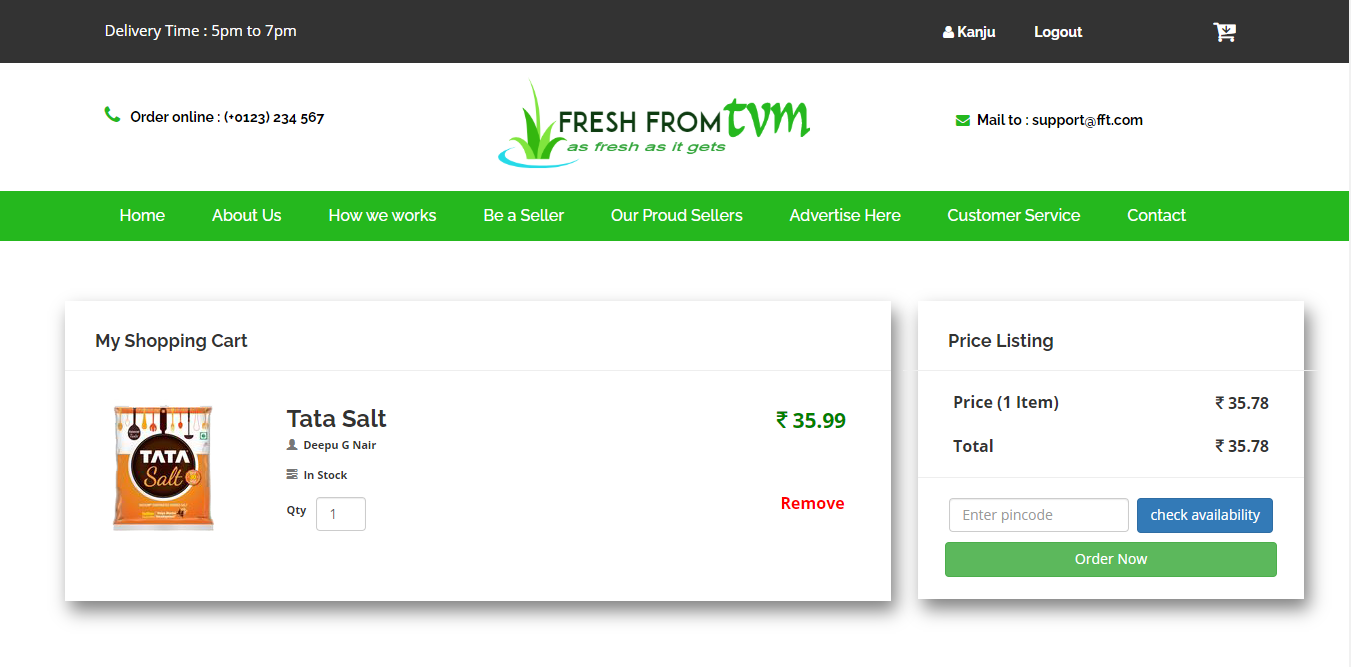 Delivery Time : 5pm to 7pm
Kanju
Logout
Order online : (+0123) 234 567
FRESH FROM tvm
as fresh as it gets
Mail to : support@fft.com
Home
About Us
How we works
Be a Seller
Our Proud Sellers
Advertise Here
Customer Service
Contact
My Shopping Cart
TATA
Salt
Tata Salt
₹ 35.99
Deepu G Nair
In Stock
Qty 1
Remove
Price Listing
Price (1 Item) ₹ 35.78
Total ₹ 35.78
Enter pincode
check availability
Order Now